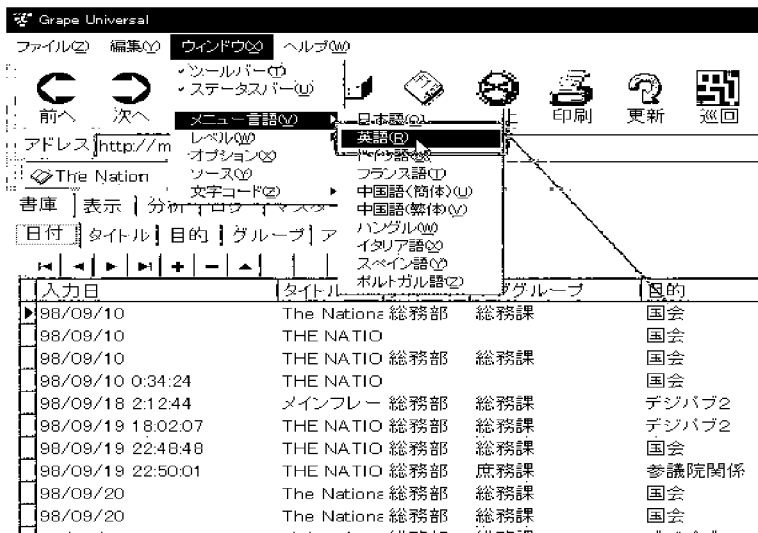 Grape Universal
ファイル(Z) 編集(Y) ウィンドウ(X) ヘルプ(W)
ツールバー(T)
ステータスバー(U)
前へ 次へ 印刷 更新 巡回
メニュー言語(V) 日本語(Q)
アドレス http://m レベル(W) 英語(R)
オプション(X) ドイツ語
The Nation ソース(Y) フランス語(T)
文字コード(Z) 中国語(簡体)(U)
書庫 表示 分析 ログ マスター 中国語(繁体)(V)
日付 タイトル 目的 グループ ア ハングル(W)
イタリア語(X)
スペイン語(Y)
ポルトガル語(Z)
入力日 タイトル グループ 目的
98/09/10 The Nationa 総務部 総務課 国会
98/09/10 THE NATIO 国会
98/09/10 THE NATIO 総務部 総務課 国会
98/09/10 0:34:24 THE NATIO 国会
98/09/18 2:12:44 メインフレー 総務部 総務課 デジパブ2
98/09/19 18:02:07 THE NATIO 総務部 総務課 デジパブ2
98/09/19 22:48:48 THE NATIO 総務部 総務課 国会
98/09/19 22:50:01 THE NATIO 総務部 庶務課 参議院関係
98/09/20 The Nationa 総務部 総務課 国会
98/09/20 The Nationa 総務部 総務課 国会